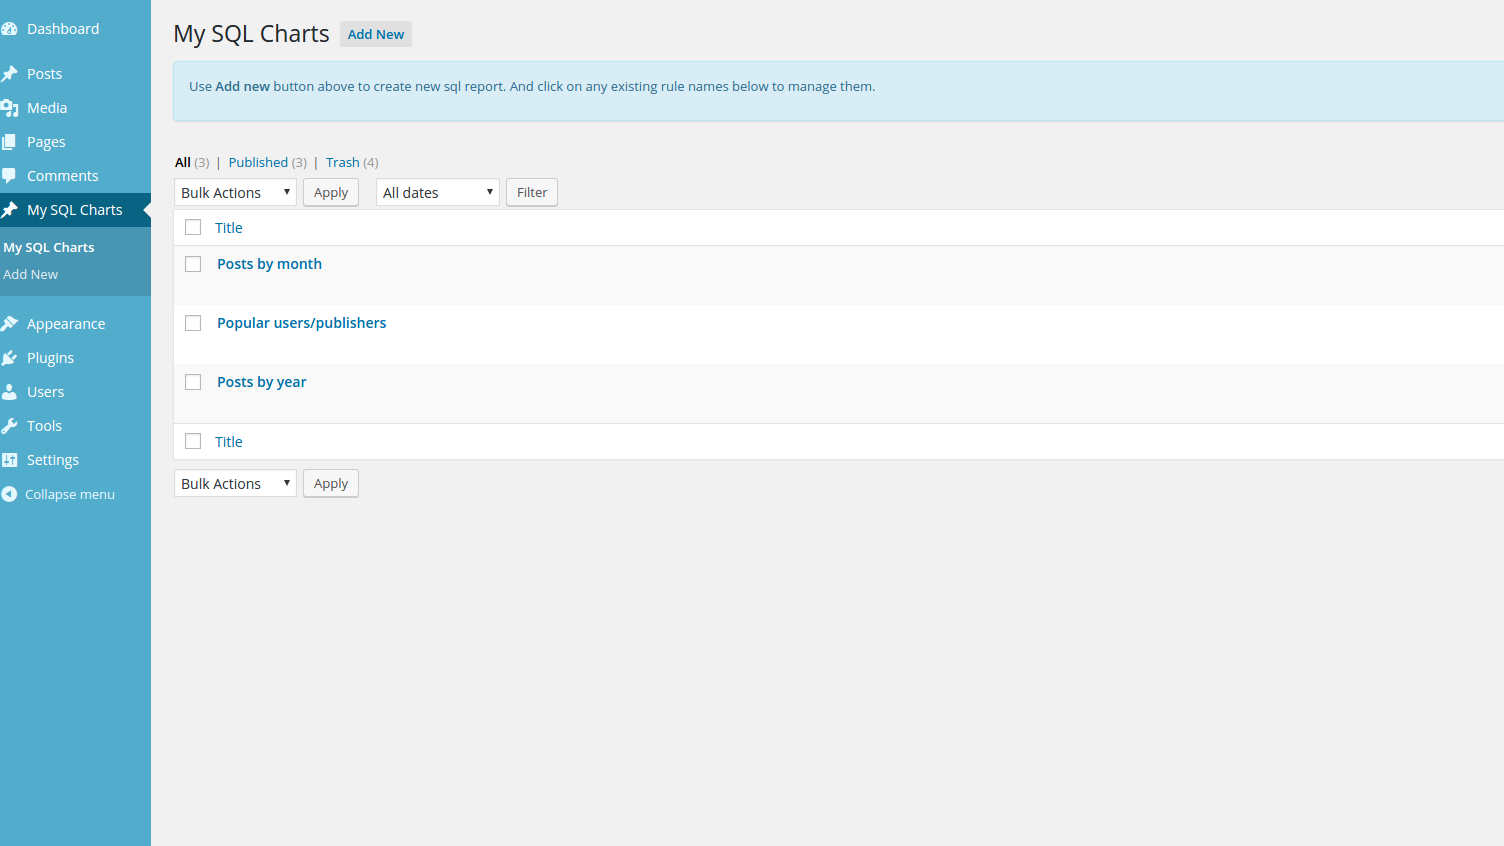 Dashboard
Posts
Media
Pages
Comments
My SQL Charts
My SQL Charts
Add New
Appearance
Plugins
Users
Tools
Settings
Collapse menu
My SQL Charts Add New
Use Add new button above to create new sql report. And click on any existing rule names below to manage them.
All (3) | Published (3) | Trash (4)
Bulk Actions Apply All dates Filter
Title
Posts by month
Popular users/publishers
Posts by year
Title
Bulk Actions Apply